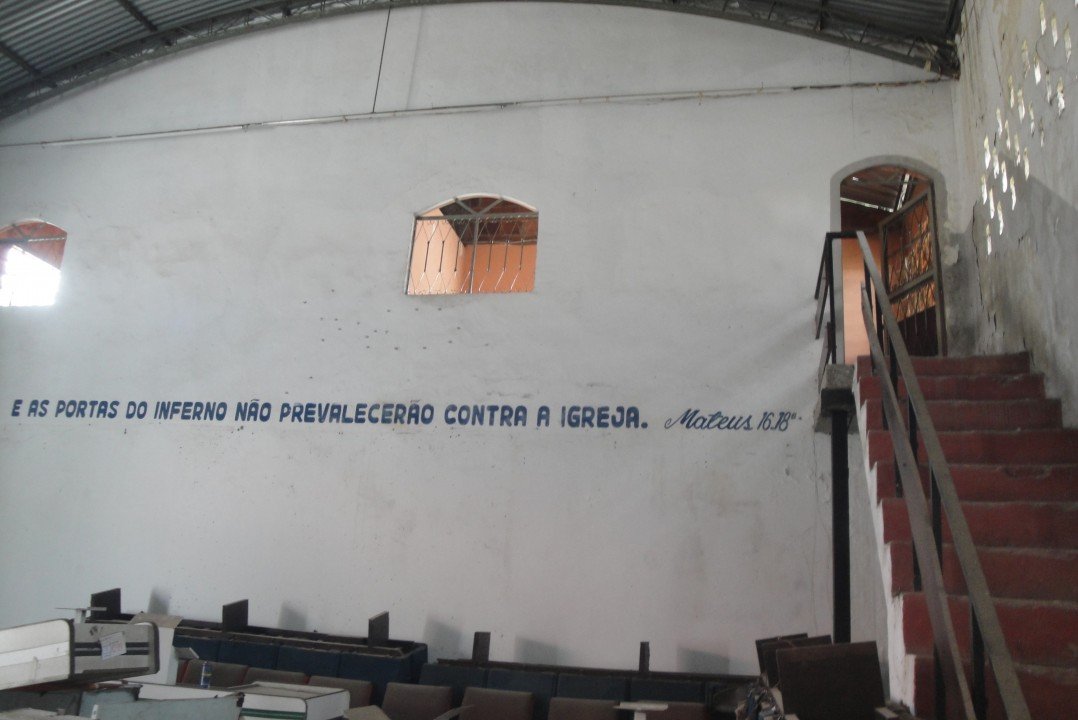 E AS PORTAS DO INFERNO NÃO PREVALECERÃO CONTRA A IGREJA. Mateus 16.18"